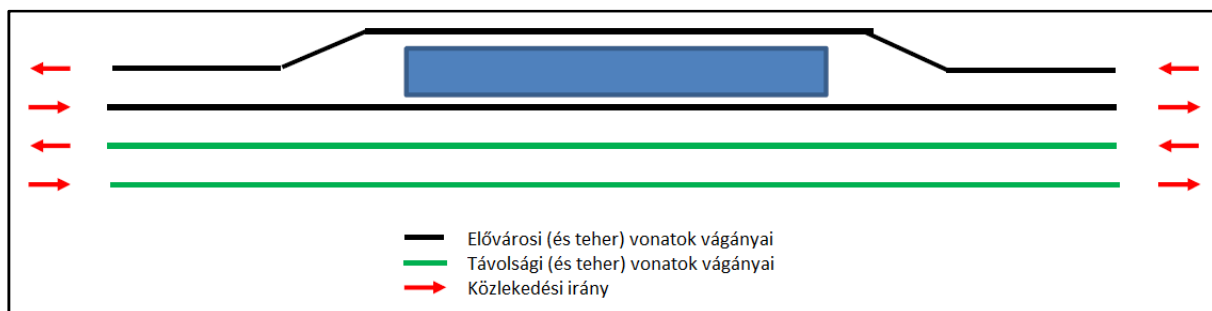 Elővárosi (és teher) vonatok vágányai
Távolsági (és teher) vonatok vágányai
Közlekedési irány